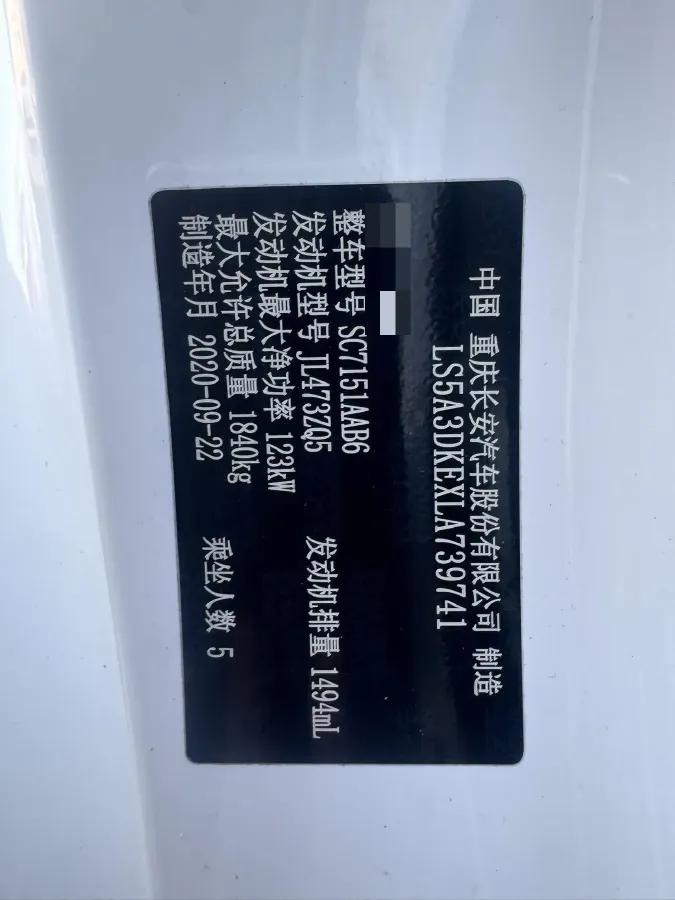 中国 重庆长安汽车股份有限公司 制造
LS5A3DKEXLA739741
整车型号 SC7151AAB6
发动机型号 JL473ZQ5 发动机排量 1494mL
发动机最大净功率 123kW
最大允许总质量 1840kg
制造年月 2020-09-22 乘坐人数 5